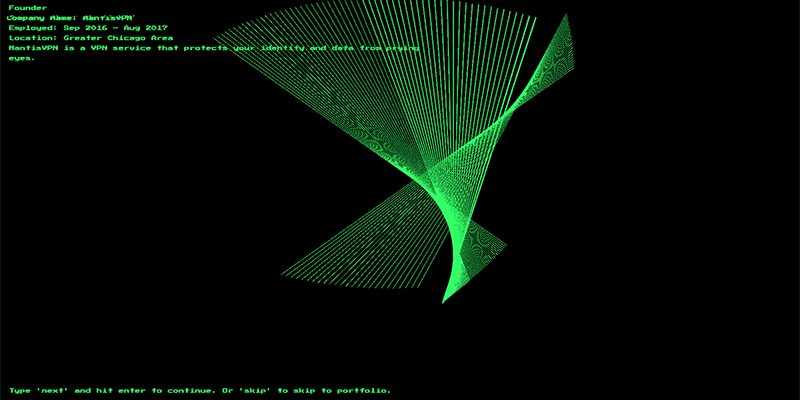 Founder
Company Name: MantisVPN
Employed: Sep 2016 - Aug 2017
Location: Greater Chicago Area
MantisVPN is a VPN service that protects your identity and data from prying
eyes.
Type 'next' and hit enter to continue. Or 'skip' to skip to portfolio.